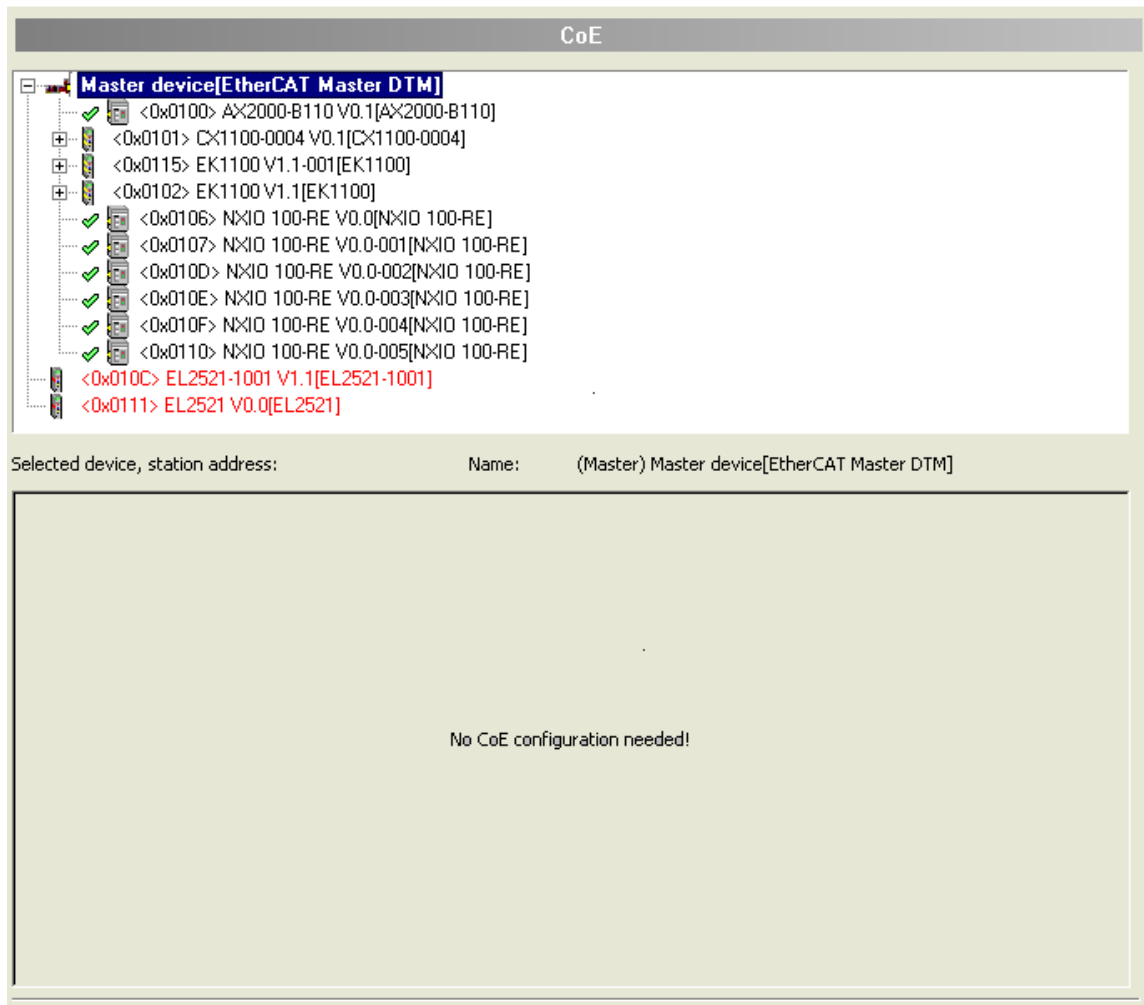 CoE
Master device[EtherCAT Master DTM]
<0x0100> AX2000-B110 V0.1[AX2000-B110]
<0x0101> CX1100-0004 V0.1[CX1100-0004]
<0x0115> EK1100 V1.1-001[EK1100]
<0x0102> EK1100 V1.1[EK1100]
<0x0106> NXIO 100-RE V0.0[NXIO 100-RE]
<0x0107> NXIO 100-RE V0.0-001[NXIO 100-RE]
<0x010D> NXIO 100-RE V0.0-002[NXIO 100-RE]
<0x010E> NXIO 100-RE V0.0-003[NXIO 100-RE]
<0x010F> NXIO 100-RE V0.0-004[NXIO 100-RE]
<0x0110> NXIO 100-RE V0.0-005[NXIO 100-RE]
<0x010C> EL2521-1001 V1.1[EL2521-1001]
<0x0111> EL2521 V0.0[EL2521]
Selected device, station address: Name: (Master) Master device[EtherCAT Master DTM]
No CoE configuration needed!